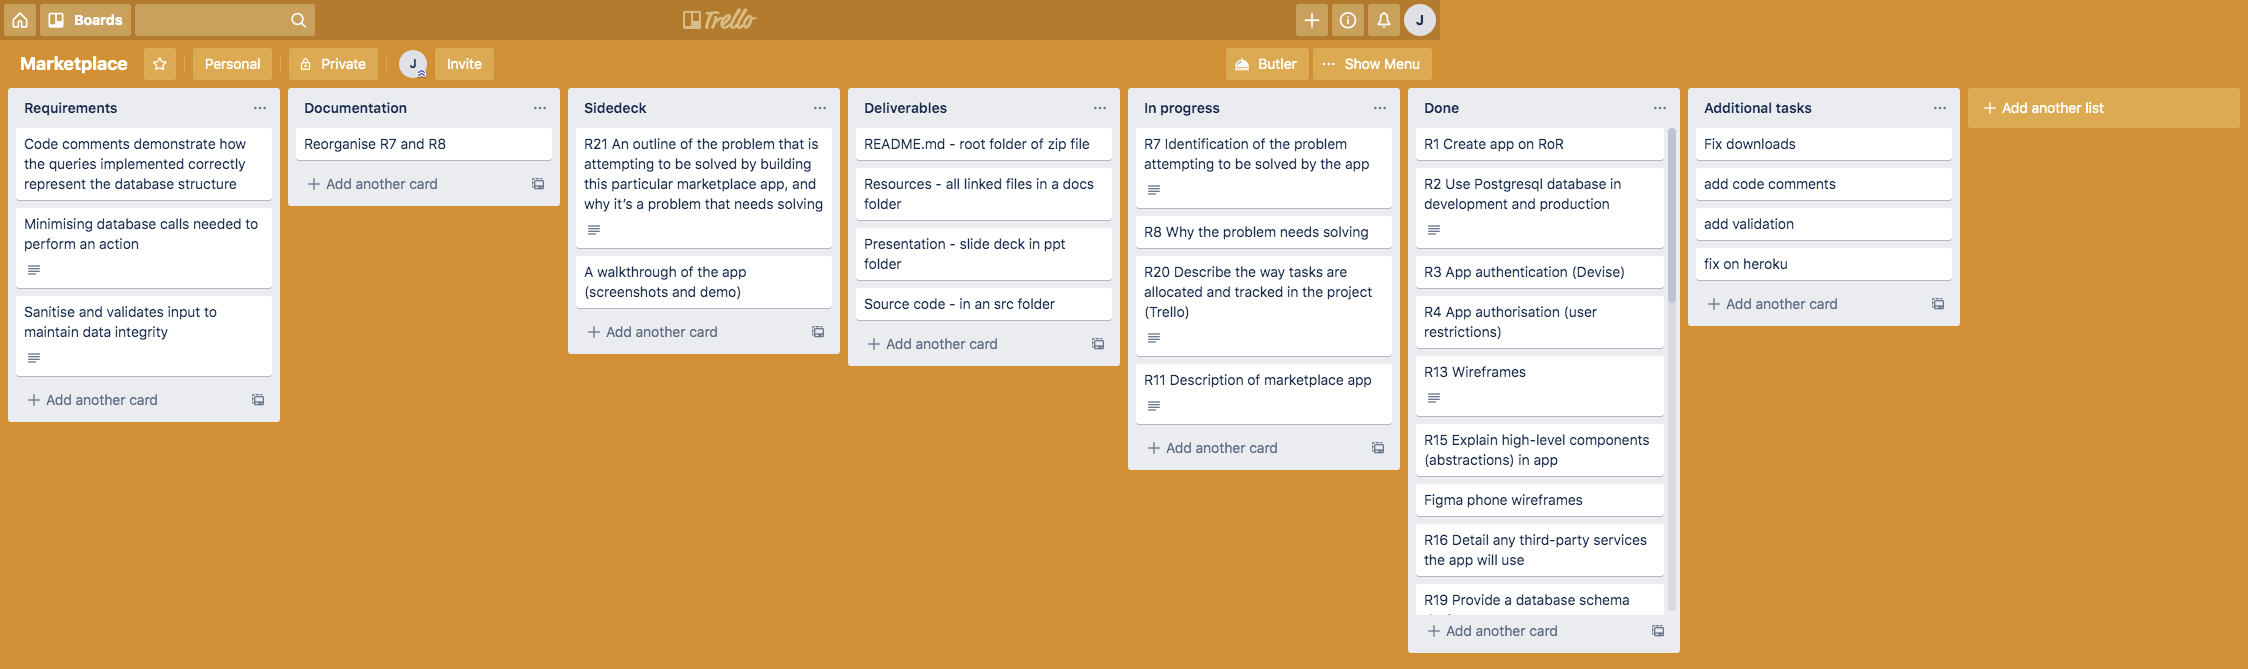 Boards
Trello
J
Marketplace
Personal
Private
J
Invite
Butler
Show Menu
Requirements
Code comments demonstrate how
the queries implemented correctly
represent the database structure
Minimising database calls needed to
perform an action
Sanitise and validates input to
maintain data integrity
+ Add another card
Documentation
Reorganise R7 and R8
+ Add another card
Sidedeck
R21 An outline of the problem that is
attempting to be solved by building
this particular marketplace app, and
why it's a problem that needs solving
A walkthrough of the app
(screenshots and demo)
+ Add another card
Deliverables
README.md - root folder of zip file
Resources - all linked files in a docs
folder
Presentation - slide deck in ppt
folder
Source code - in an src folder
+ Add another card
In progress
R7 Identification of the problem
attempting to be solved by the app
R8 Why the problem needs solving
R20 Describe the way tasks are
allocated and tracked in the project
(Trello)
R11 Description of marketplace app
+ Add another card
Done
R1 Create app on RoR
R2 Use Postgresql database in
development and production
R3 App authentication (Devise)
R4 App authorisation (user
restrictions)
R13 Wireframes
R15 Explain high-level components
(abstractions) in app
Figma phone wireframes
R16 Detail any third-party services
the app will use
R19 Provide a database schema
+ Add another card
Additional tasks
Fix downloads
add code comments
add validation
fix on heroku
+ Add another card
+ Add another list